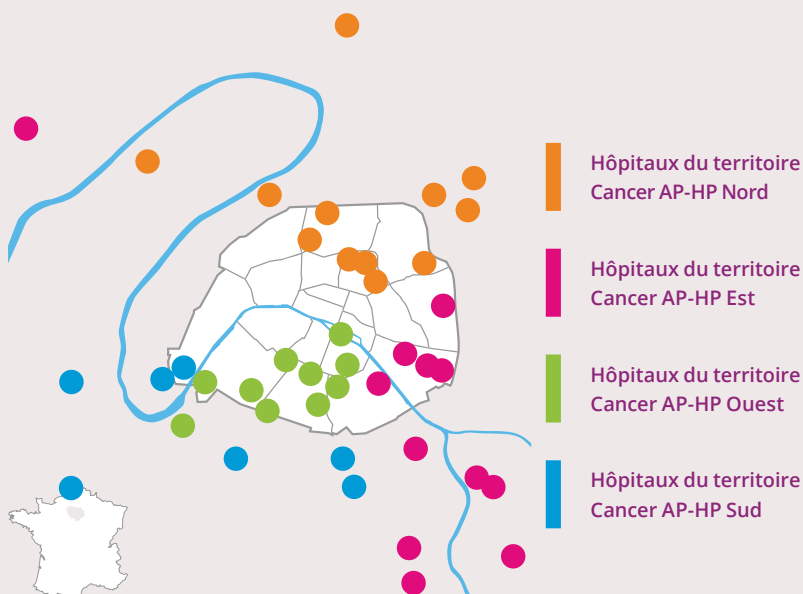 Hôpitaux du territoire
Cancer AP-HP Nord
Hôpitaux du territoire
Cancer AP-HP Est
Hôpitaux du territoire
Cancer AP-HP Ouest
Hôpitaux du territoire
Cancer AP-HP Sud